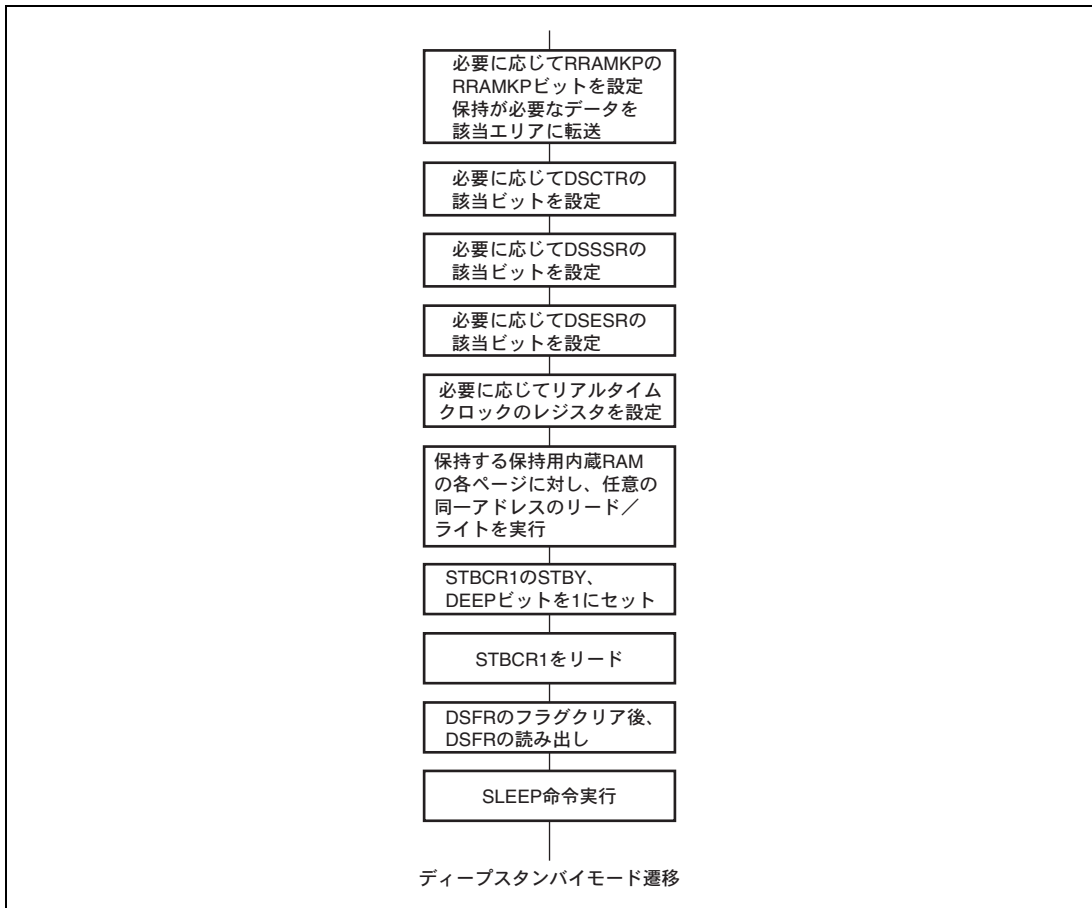 必要に応じてRRAMKPの
RRAMKPビットを設定
保持が必要なデータを
該当エリアに転送
必要に応じてDSCTRの
該当ビットを設定
必要に応じてDSSSRの
該当ビットを設定
必要に応じてDSESRの
該当ビットを設定
必要に応じてリアルタイム
クロックのレジスタを設定
保持する保持用内蔵RAM
の各ページに対し、任意の
同一アドレスのリード／
ライトを実行
STBCR1のSTBY、
DEEPビットを1にセット
STBCR1をリード
DSFRのフラグクリア後、
DSFRの読み出し
SLEEP命令実行
ディープスタンバイモード遷移